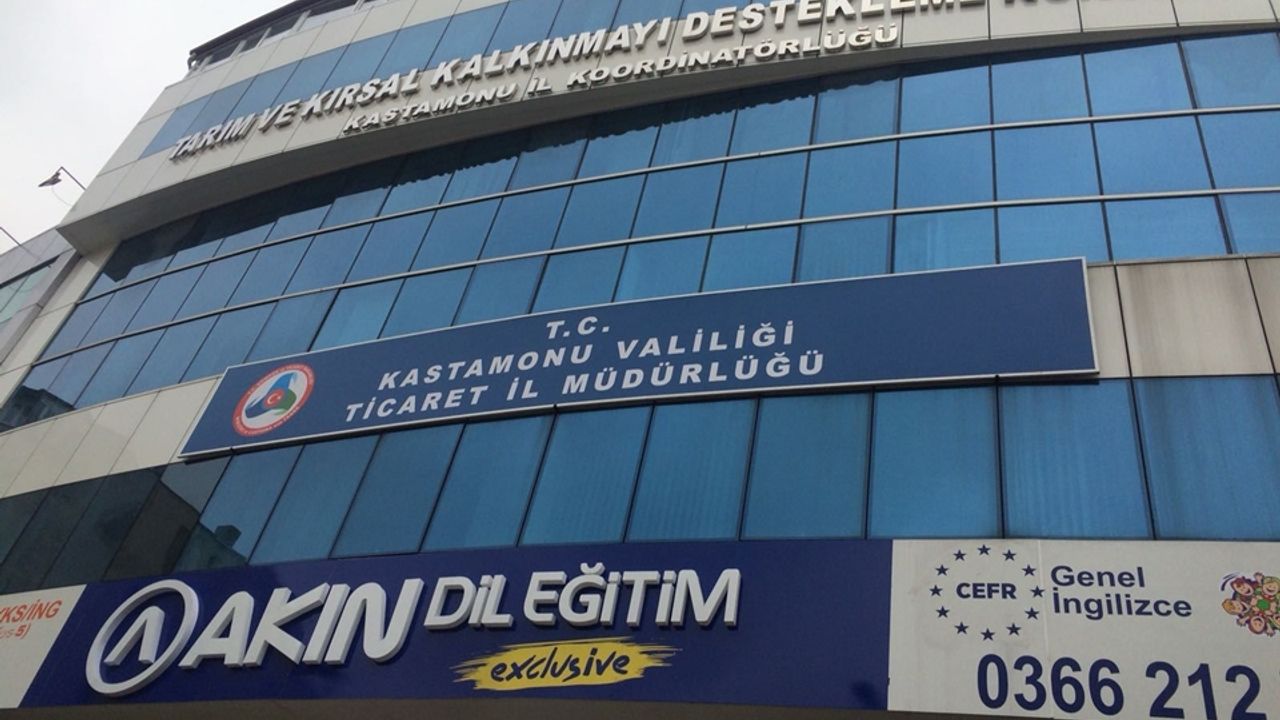 TARIM VE KIRSAL KALKINMAYI DESTEKLEME
KASTAMONU İL KOORDİNATÖRLÜĞÜ
T.C.
KASTAMONU VALİLİĞİ
TİCARET İL MÜDÜRLÜĞÜ
AKIN DİL EĞİTİM
exclusive
CEFR
Genel
İngilizce
0366 212